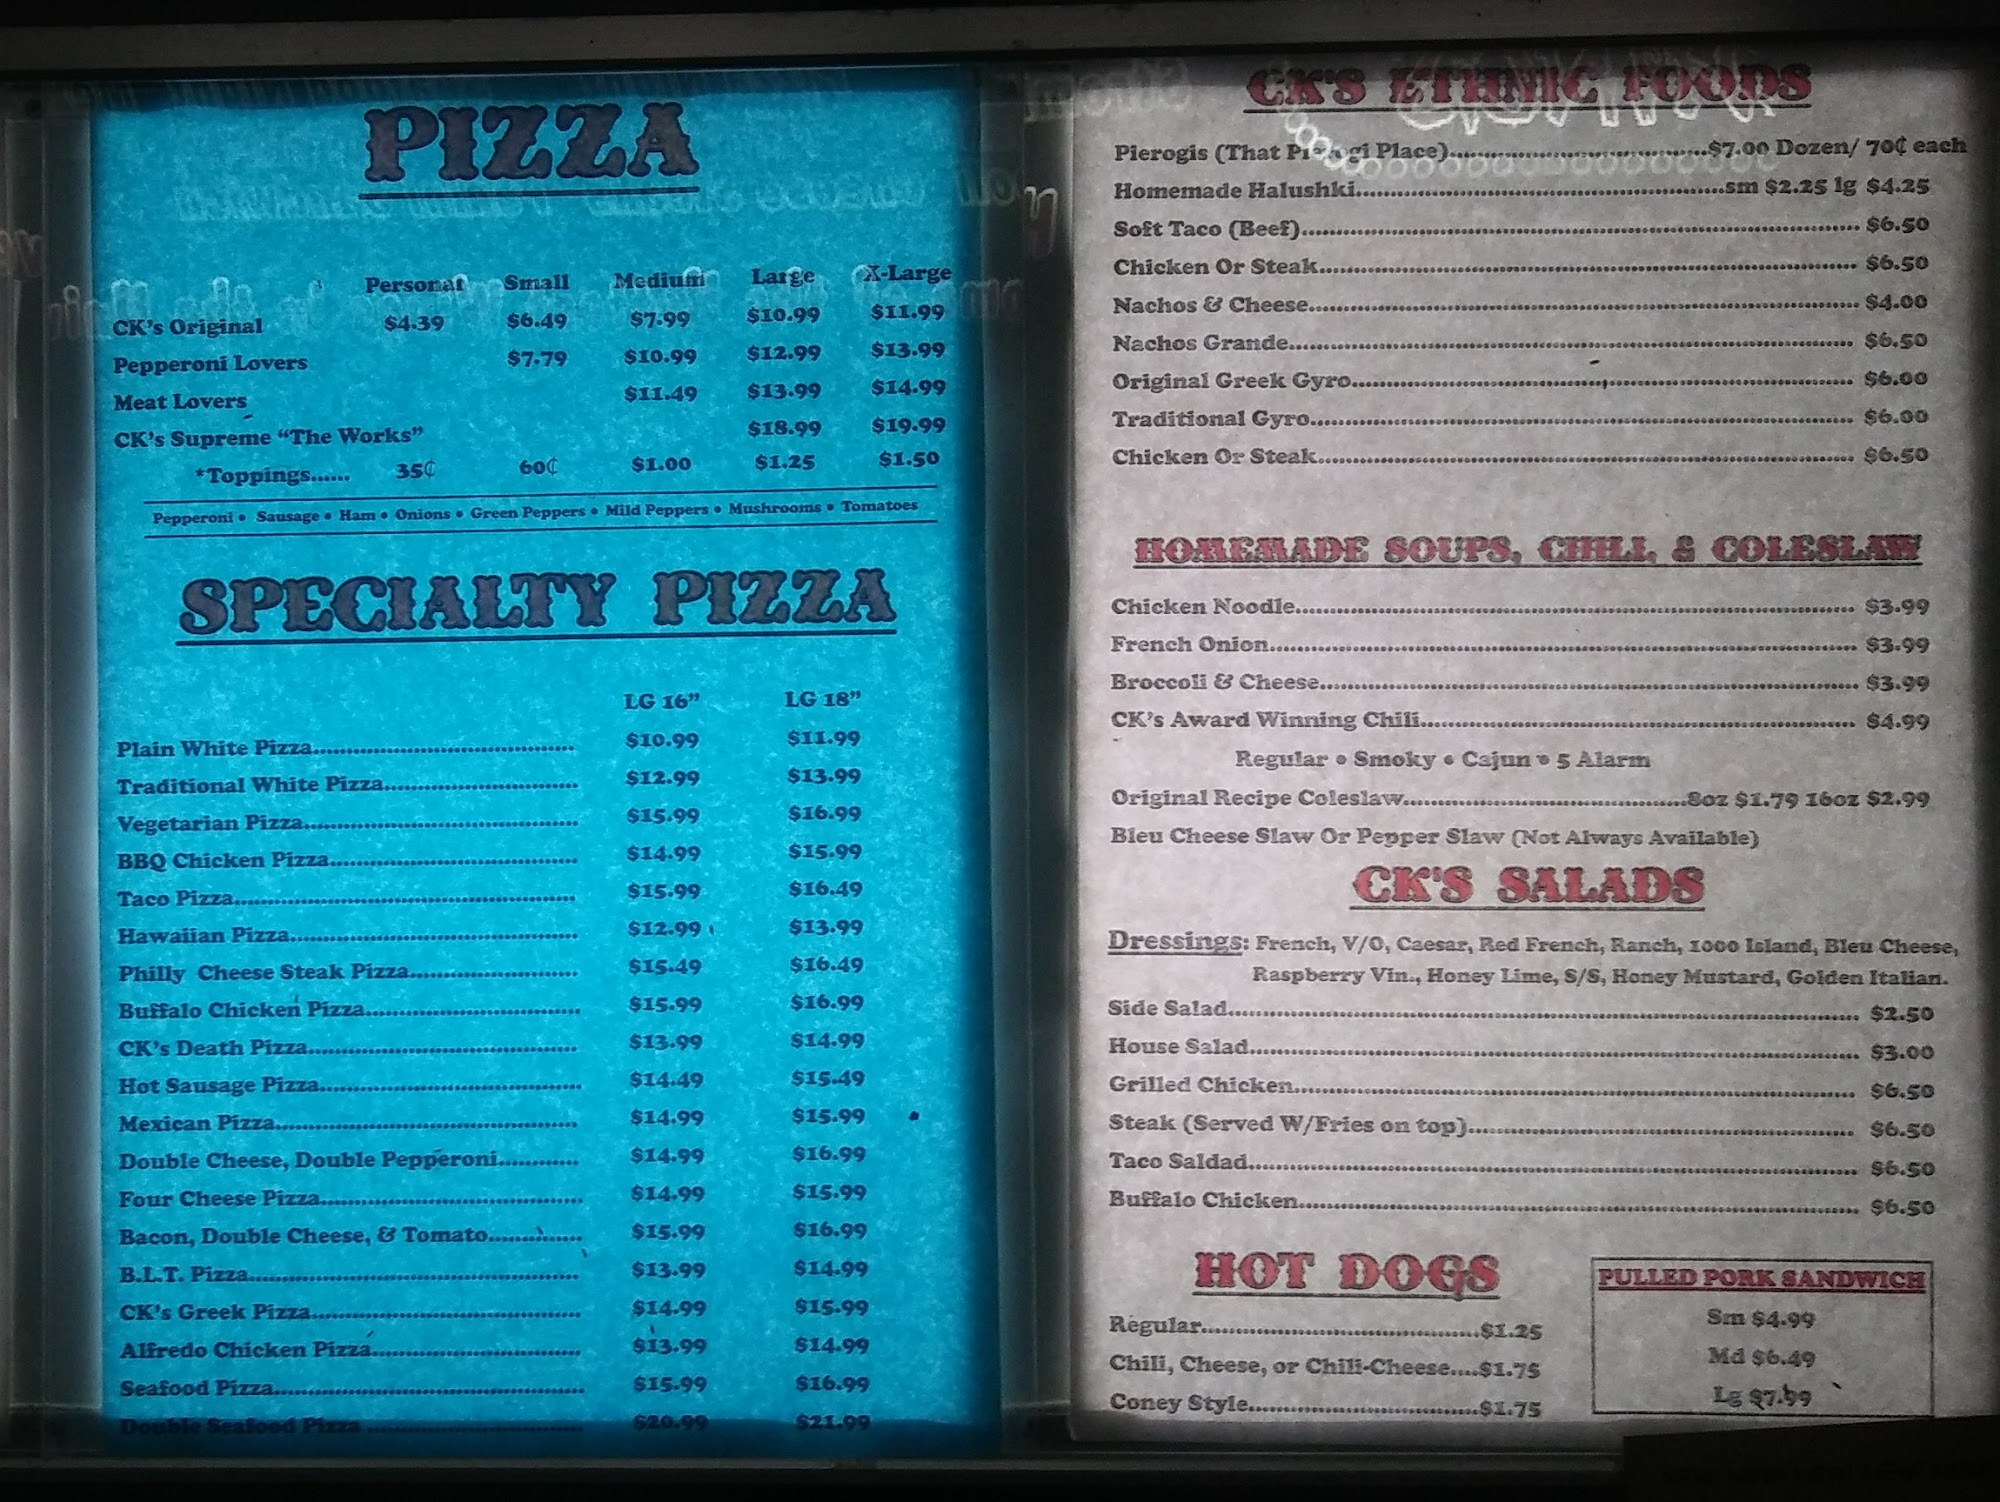 PIZZA
Personal Small Medium Large X-Large
CK's Original $4.39 $6.49 $7.99 $10.99 $11.99
Pepperoni Lovers $7.79 $10.99 $12.99 $13.99
Meat Lovers $11.49 $13.99 $14.99
CK's Supreme “The Works” $18.99 $19.99
*Toppings...... 35¢ 60¢ $1.00 $1.25 $1.50
Pepperoni • Sausage • Ham • Onions • Green Peppers • Mild Peppers • Mushrooms • Tomatoes
SPECIALTY PIZZA
LG 16” LG 18”
Plain White Pizza........ $10.99 $11.99
Traditional White Pizza........ $12.99 $13.99
Vegetarian Pizza........ $15.99 $16.99
BBQ Chicken Pizza........ $14.99 $15.99
Taco Pizza........ $15.99 $16.49
Hawaiian Pizza........ $12.99 $13.99
Philly Cheese Steak Pizza........ $15.49 $16.49
Buffalo Chicken Pizza........ $15.99 $16.99
CK's Death Pizza........ $13.99 $14.99
Hot Sausage Pizza........ $14.49 $15.49
Mexican Pizza........ $14.99 $15.99
Double Cheese, Double Pepperoni........ $14.99 $16.99
Four Cheese Pizza........ $14.99 $15.99
Bacon, Double Cheese, & Tomato........ $15.99 $16.99
B.L.T. Pizza........ $13.99 $14.99
CK's Greek Pizza........ $14.99 $15.99
Alfredo Chicken Pizza........ $13.99 $14.99
Seafood Pizza........ $15.99 $16.99
Double Seafood Pizza ........ $20.99 $21.99
CK'S ETHNIC FOODS
Pierogis (That Pierogi Place)........$7.00 Dozen/ 70¢ each
Homemade Halushki........sm $2.25 lg $4.25
Soft Taco (Beef)........ $6.50
Chicken Or Steak........ $6.50
Nachos & Cheese........ $4.00
Nachos Grande........ $6.50
Original Greek Gyro........ $6.00
Traditional Gyro........ $6.00
Chicken Or Steak........ $6.50
HOMEMADE SOUPS, CHILI, & COLESLAW
Chicken Noodle........ $3.99
French Onion........ $3.99
Broccoli & Cheese........ $3.99
CK's Award Winning Chili........ $4.99
Regular • Smoky • Cajun • 5 Alarm
Original Recipe Coleslaw........8oz $1.79 16oz $2.99
Bleu Cheese Slaw Or Pepper Slaw (Not Always Available)
CK'S SALADS
Dressings: French, V/O, Caesar, Red French, Ranch, 1000 Island, Bleu Cheese,
Raspberry Vin., Honey Lime, S/S, Honey Mustard, Golden Italian.
Side Salad........ $2.50
House Salad........ $3.00
Grilled Chicken........ $6.50
Steak (Served W/Fries on top)........ $6.50
Taco Saldad........ $6.50
Buffalo Chicken........ $6.50
HOT DOGS
Regular........$1.25
Chili, Cheese, or Chili-Cheese....$1.75
Coney Style........$1.75
PULLED PORK SANDWICH
Sm $4.99
Md $6.49
Lg $7.99